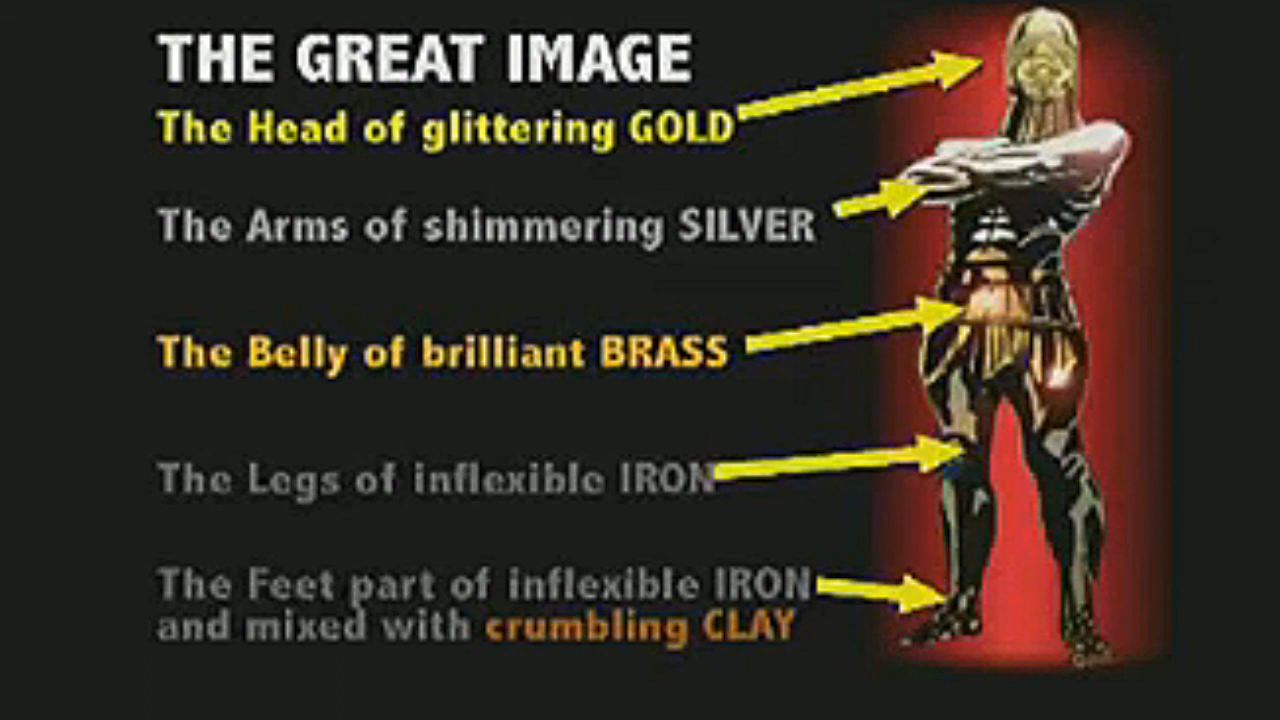 THE GREAT IMAGE
The Head of glittering GOLD
The Arms of shimmering SILVER
The Belly of brilliant BRASS
The Legs of inflexible IRON
The Feet part of inflexible IRON
and mixed with crumbling CLAY